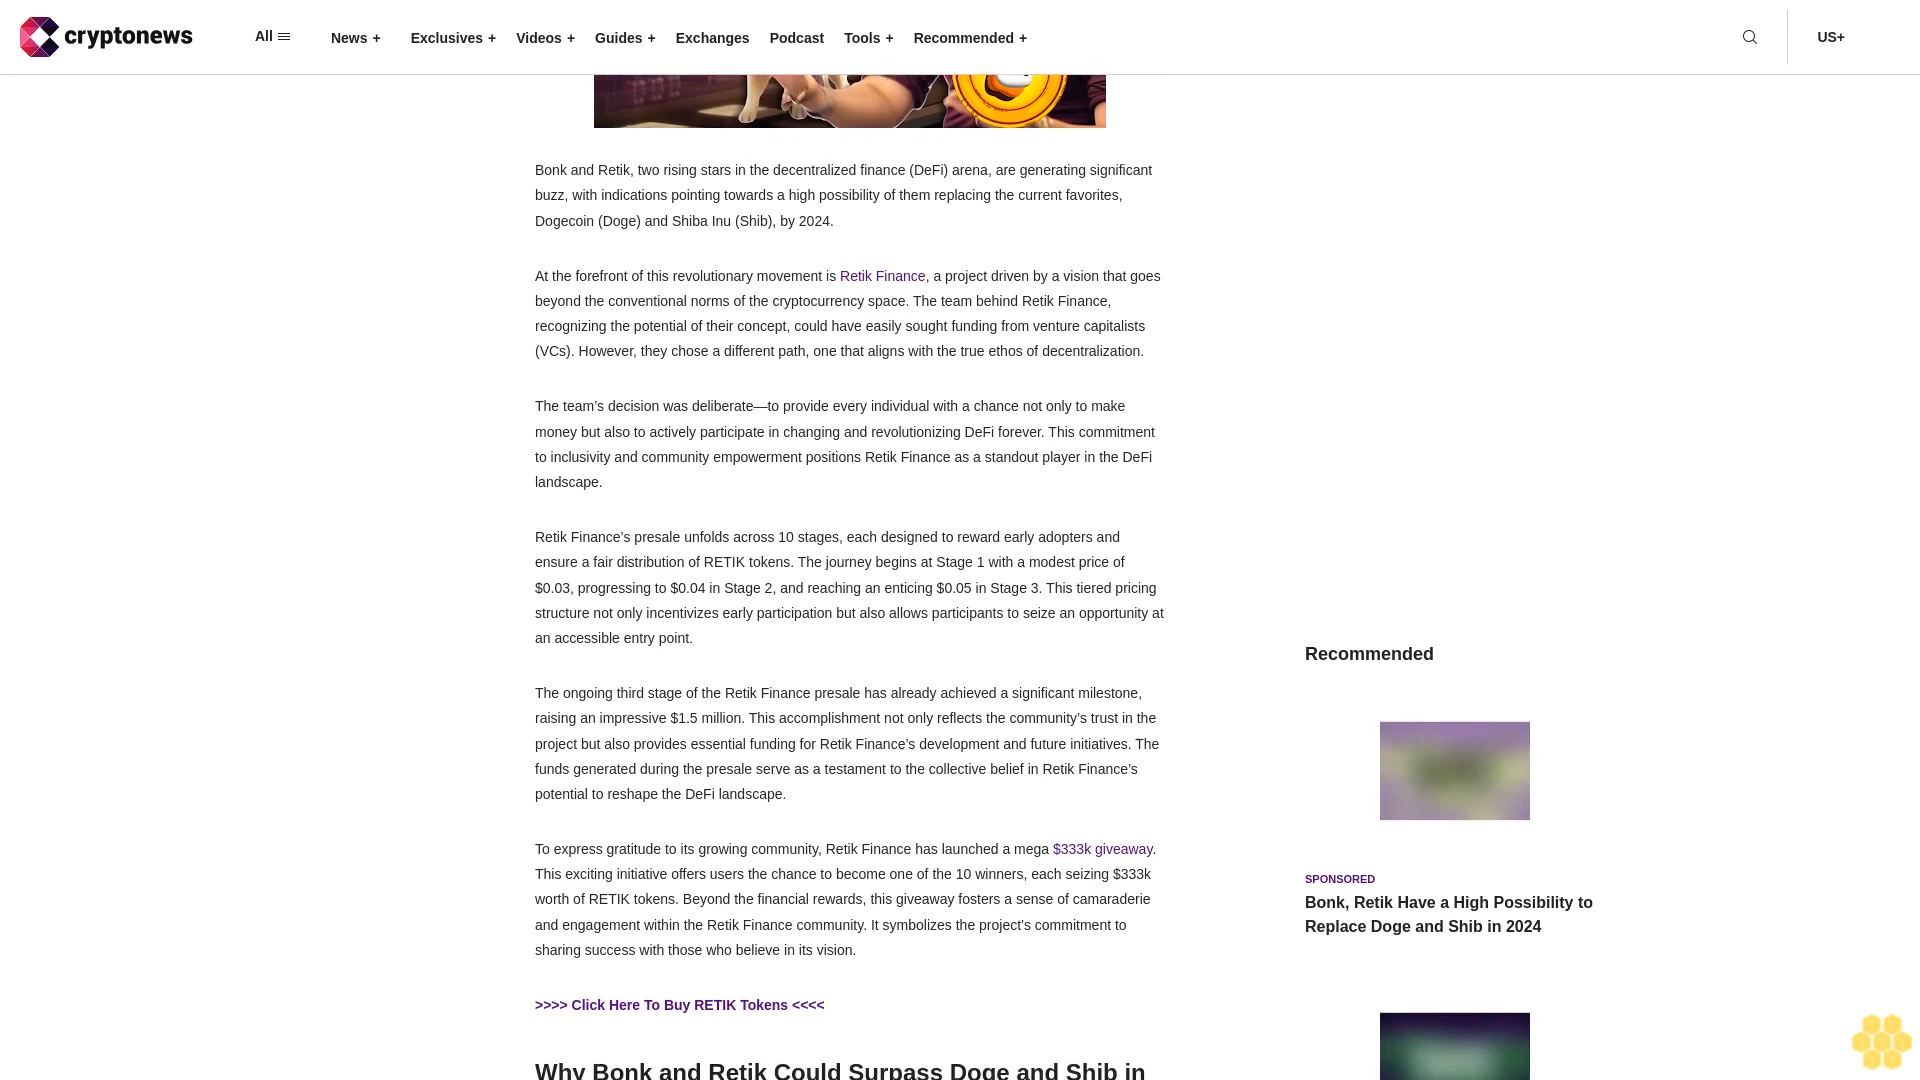 cryptonews
All
News +
Exclusives +
Videos +
Guides +
Exchanges
Podcast
Tools +
Recommended +
US+
Bonk and Retik, two rising stars in the decentralized finance (DeFi) arena, are generating significant
buzz, with indications pointing towards a high possibility of them replacing the current favorites,
Dogecoin (Doge) and Shiba Inu (Shib), by 2024.
At the forefront of this revolutionary movement is Retik Finance, a project driven by a vision that goes
beyond the conventional norms of the cryptocurrency space. The team behind Retik Finance,
recognizing the potential of their concept, could have easily sought funding from venture capitalists
(VCs). However, they chose a different path, one that aligns with the true ethos of decentralization.
The team’s decision was deliberate—to provide every individual with a chance not only to make
money but also to actively participate in changing and revolutionizing DeFi forever. This commitment
to inclusivity and community empowerment positions Retik Finance as a standout player in the DeFi
landscape.
Retik Finance’s presale unfolds across 10 stages, each designed to reward early adopters and
ensure a fair distribution of RETIK tokens. The journey begins at Stage 1 with a modest price of
$0.03, progressing to $0.04 in Stage 2, and reaching an enticing $0.05 in Stage 3. This tiered pricing
structure not only incentivizes early participation but also allows participants to seize an opportunity at
an accessible entry point.
The ongoing third stage of the Retik Finance presale has already achieved a significant milestone,
raising an impressive $1.5 million. This accomplishment not only reflects the community’s trust in the
project but also provides essential funding for Retik Finance’s development and future initiatives. The
funds generated during the presale serve as a testament to the collective belief in Retik Finance’s
potential to reshape the DeFi landscape.
To express gratitude to its growing community, Retik Finance has launched a mega $333k giveaway.
This exciting initiative offers users the chance to become one of the 10 winners, each seizing $333k
worth of RETIK tokens. Beyond the financial rewards, this giveaway fosters a sense of camaraderie
and engagement within the Retik Finance community. It symbolizes the project’s commitment to
sharing success with those who believe in its vision.
>>>> Click Here To Buy RETIK Tokens <<<<
Why Bonk and Retik Could Surpass Doge and Shib in
Recommended
SPONSORED
Bonk, Retik Have a High Possibility to
Replace Doge and Shib in 2024